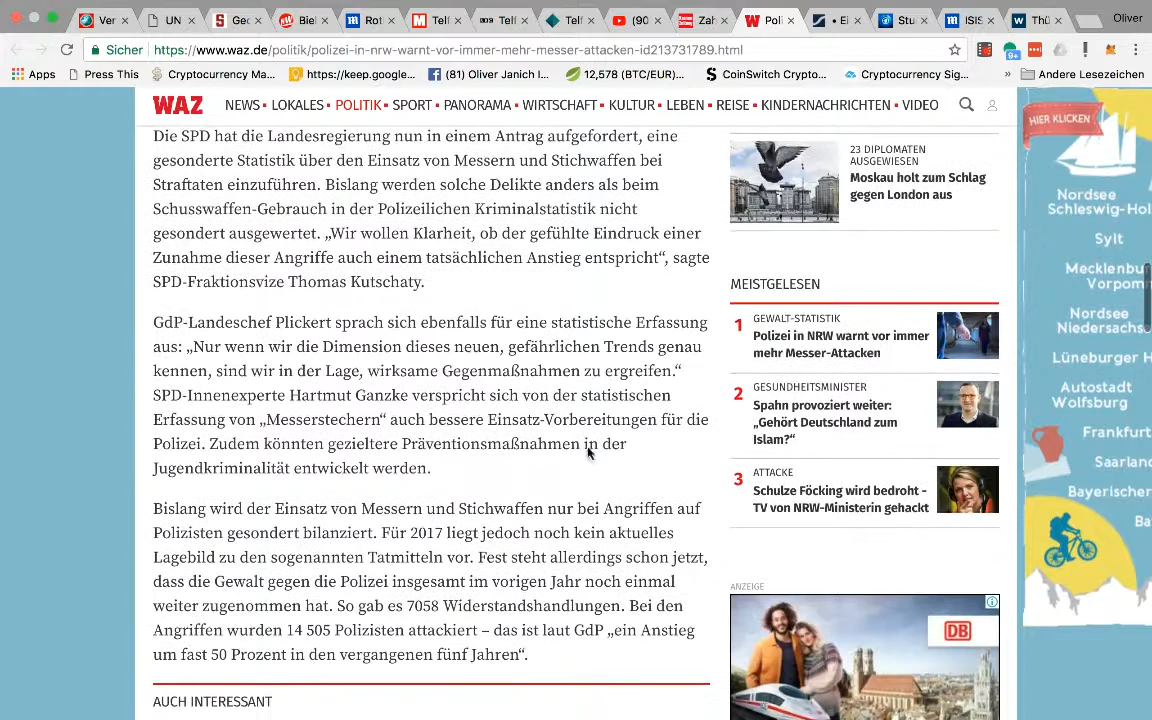 Ver
UN
Geo
Biel
Rot
Telf
Telf
Telf
(90
Zah
Poli
• Ei
Stu
ISIS
Thü
Oliver
Sicher
https://www.waz.de/politik/polizei-in-nrw-warnt-vor-immer-mehr-messer-attacken-id213731789.html
Apps
Press This
Cryptocurrency Ma...
https://keep.google...
(81) Oliver Janich I...
12,578 (BTC/EUR)...
CoinSwitch Crypto...
Cryptocurrency Sig...
»
Andere Lesezeichen
WAZ
NEWS LOKALES POLITIK SPORT PANORAMA WIRTSCHAFT KULTUR LEBEN REISE KINDERNACHRICHTEN VIDEO
Die SPD hat die Landesregierung nun in einem Antrag aufgefordert, eine
gesonderte Statistik über den Einsatz von Messern und Stichwaffen bei
Straftaten einzuführen. Bislang werden solche Delikte anders als beim
Schusswaffen-Gebrauch in der Polizeilichen Kriminalstatistik nicht
gesondert ausgewertet. „Wir wollen Klarheit, ob der gefühlte Eindruck einer
Zunahme dieser Angriffe auch einem tatsächlichen Anstieg entspricht“, sagte
SPD-Fraktionsvize Thomas Kutschaty.
GdP-Landeschef Plickert sprach sich ebenfalls für eine statistische Erfassung
aus: „Nur wenn wir die Dimension dieses neuen, gefährlichen Trends genau
kennen, sind wir in der Lage, wirksame Gegenmaßnahmen zu ergreifen.“
SPD-Innenexperte Hartmut Ganzke verspricht sich von der statistischen
Erfassung von „Messerstechern“ auch bessere Einsatz-Vorbereitungen für die
Polizei. Zudem könnten gezieltere Präventionsmaßnahmen in der
Jugendkriminalität entwickelt werden.
Bislang wird der Einsatz von Messern und Stichwaffen nur bei Angriffen auf
Polizisten gesondert bilanziert. Für 2017 liegt jedoch noch kein aktuelles
Lagebild zu den sogenannten Tatmitteln vor. Fest steht allerdings schon jetzt,
dass die Gewalt gegen die Polizei insgesamt im vorigen Jahr noch einmal
weiter zugenommen hat. So gab es 7058 Widerstandshandlungen. Bei den
Angriffen wurden 14 505 Polizisten attackiert – das ist laut GdP „ein Anstieg
um fast 50 Prozent in den vergangenen fünf Jahren“.
AUCH INTERESSANT
23 DIPLOMATEN
AUSGEWIESEN
Moskau holt zum Schlag
gegen London aus
MEISTGELESEN
1
GEWALT-STATISTIK
Polizei in NRW warnt vor immer
mehr Messer-Attacken
2
GESUNDHEITSMINISTER
Spahn provoziert weiter:
„Gehört Deutschland zum
Islam?“
3
ATTACKE
Schulze Föcking wird bedroht -
TV von NRW-Ministerin gehackt
ANZEIGE
DB
HIER KLICKEN
Nordsee
Schleswig-Hol
Sylt
Mecklenbu
Vorpom
Nordsee
Niedersachs
Lüneburger H
Autostadt
Wolfsburg
Frankfurt
Saarland
Bayerischer
Ba